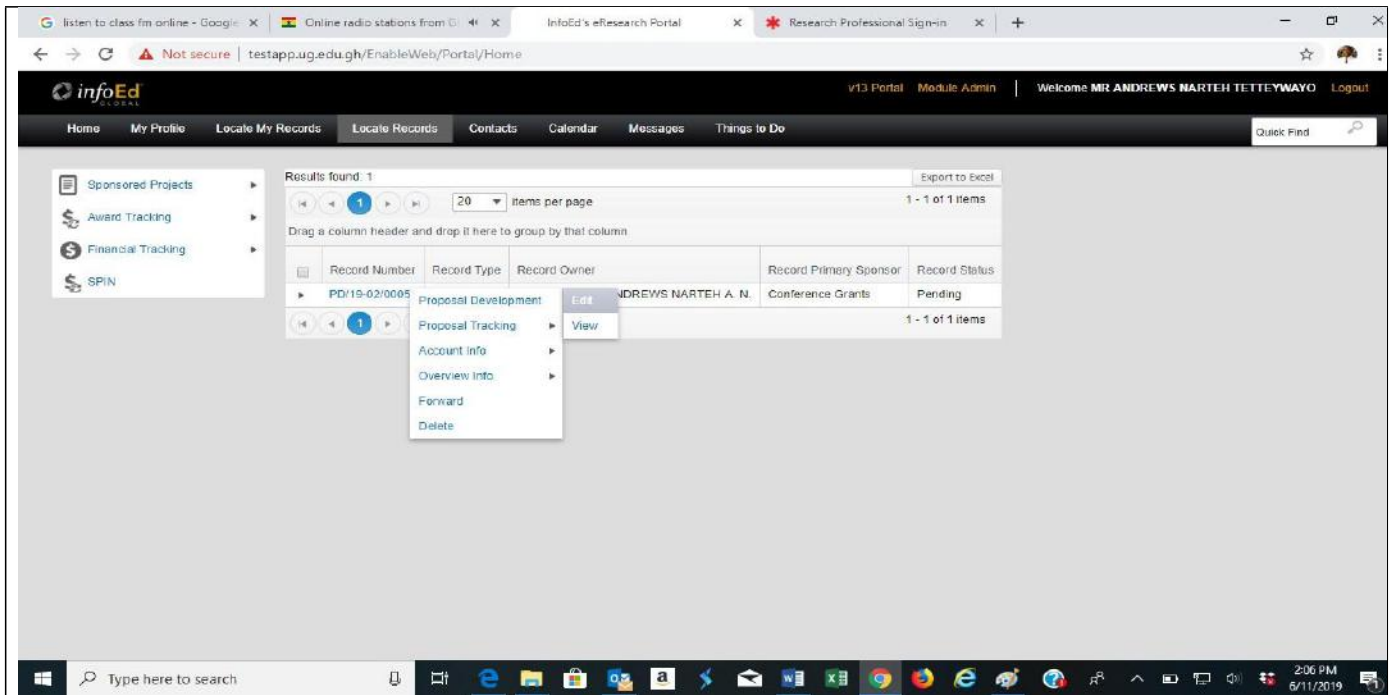 listen to class fm online - Google
Online radio stations from G
InfoEd's eResearch Portal
Research Professional Sign-in
Not secure | testapp.ug.edu.gh/EnableWeb/Portal/Home
infoEd GLOBAL
v13 Portal Module Admin | Welcome MR ANDREWS NARTEH TETTEYWAYO Logout
Home My Profile Locate My Records Locate Records Contacts Calendar Messages Things to Do Quick Find
Sponsored Projects
Award Tracking
Financial Tracking
SPIN
Results found: 1 Export to Excel
1 20 items per page 1 - 1 of 1 items
Drag a column header and drop it here to group by that column
Record Number Record Type Record Owner Record Primary Sponsor Record Status
PD/19-02/0005 NDREWS NARTEH A. N. Conference Grants Pending
1 1 - 1 of 1 items
Proposal Development Edit
Proposal Tracking View
Account Info
Overview Info
Forward
Delete
Type here to search
2:06 PM
6/11/2019